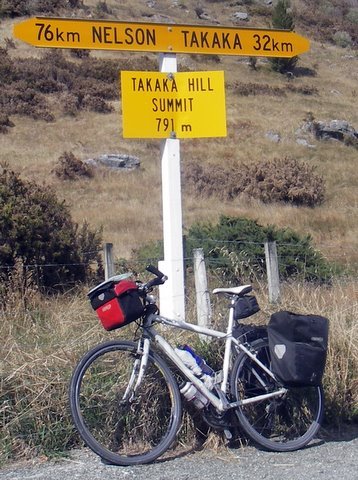 76km NELSON TAKAKA 32km
TAKAKA HILL
SUMMIT
791 m